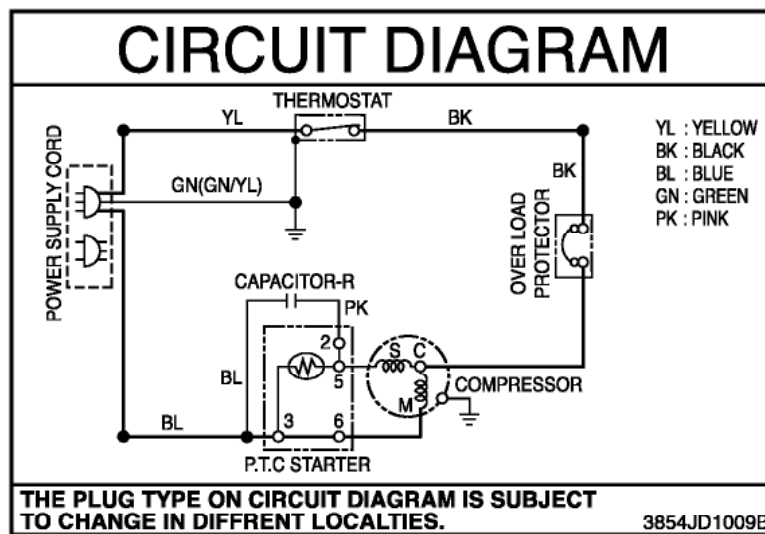 CIRCUIT DIAGRAM
THERMOSTAT
YL
BK
YL : YELLOW
BK : BLACK
BL : BLUE
GN : GREEN
PK : PINK
POWER SUPPLY CORD
GN(GN/YL)
BK
OVER LOAD
PROTECTOR
CAPACITOR-R
PK
BL
2
5
S
C
M
COMPRESSOR
BL
3
6
P.T.C STARTER
THE PLUG TYPE ON CIRCUIT DIAGRAM IS SUBJECT
TO CHANGE IN DIFFRENT LOCALTIES.
3854JD1009B